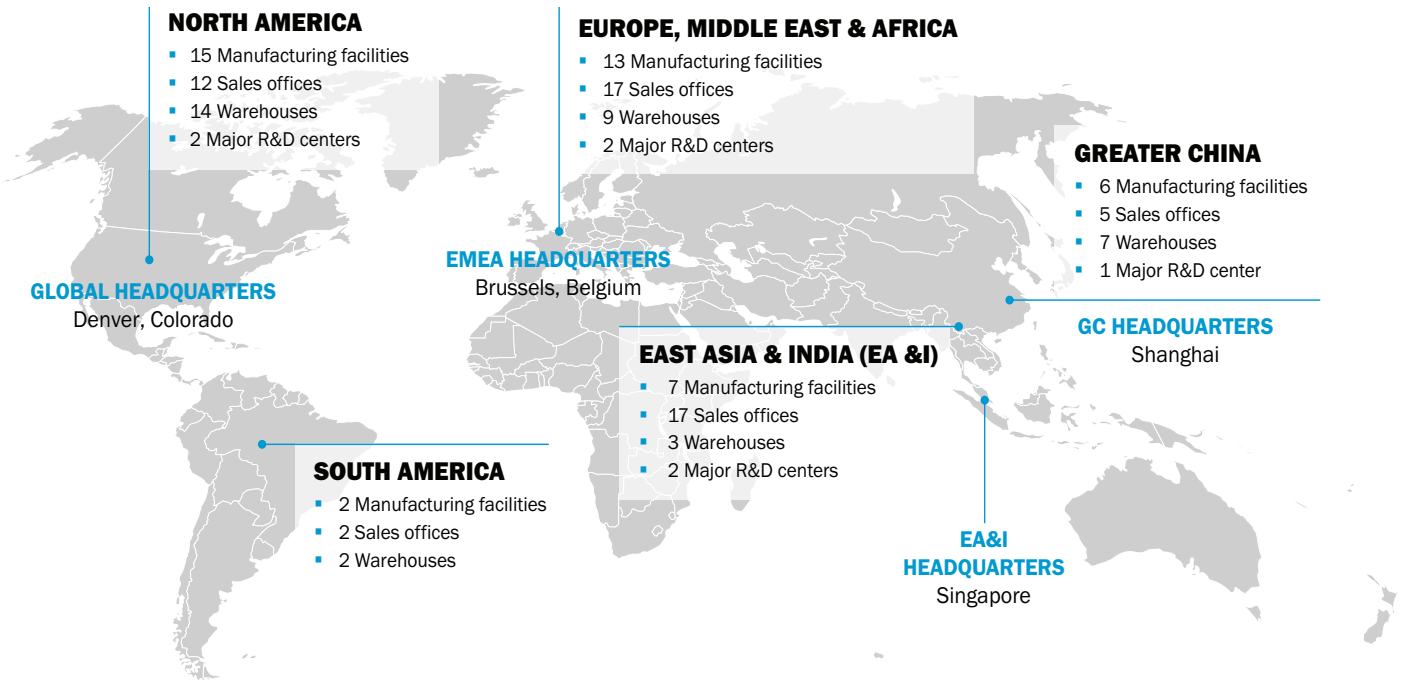 NORTH AMERICA
▪ 15 Manufacturing facilities
▪ 12 Sales offices
▪ 14 Warehouses
▪ 2 Major R&D centers
GLOBAL HEADQUARTERS
Denver, Colorado
EUROPE, MIDDLE EAST & AFRICA
▪ 13 Manufacturing facilities
▪ 17 Sales offices
▪ 9 Warehouses
▪ 2 Major R&D centers
EMEA HEADQUARTERS
Brussels, Belgium
GREATER CHINA
▪ 6 Manufacturing facilities
▪ 5 Sales offices
▪ 7 Warehouses
▪ 1 Major R&D center
GC HEADQUARTERS
Shanghai
EAST ASIA & INDIA (EA &I)
▪ 7 Manufacturing facilities
▪ 17 Sales offices
▪ 3 Warehouses
▪ 2 Major R&D centers
SOUTH AMERICA
▪ 2 Manufacturing facilities
▪ 2 Sales offices
▪ 2 Warehouses
EA&I
HEADQUARTERS
Singapore